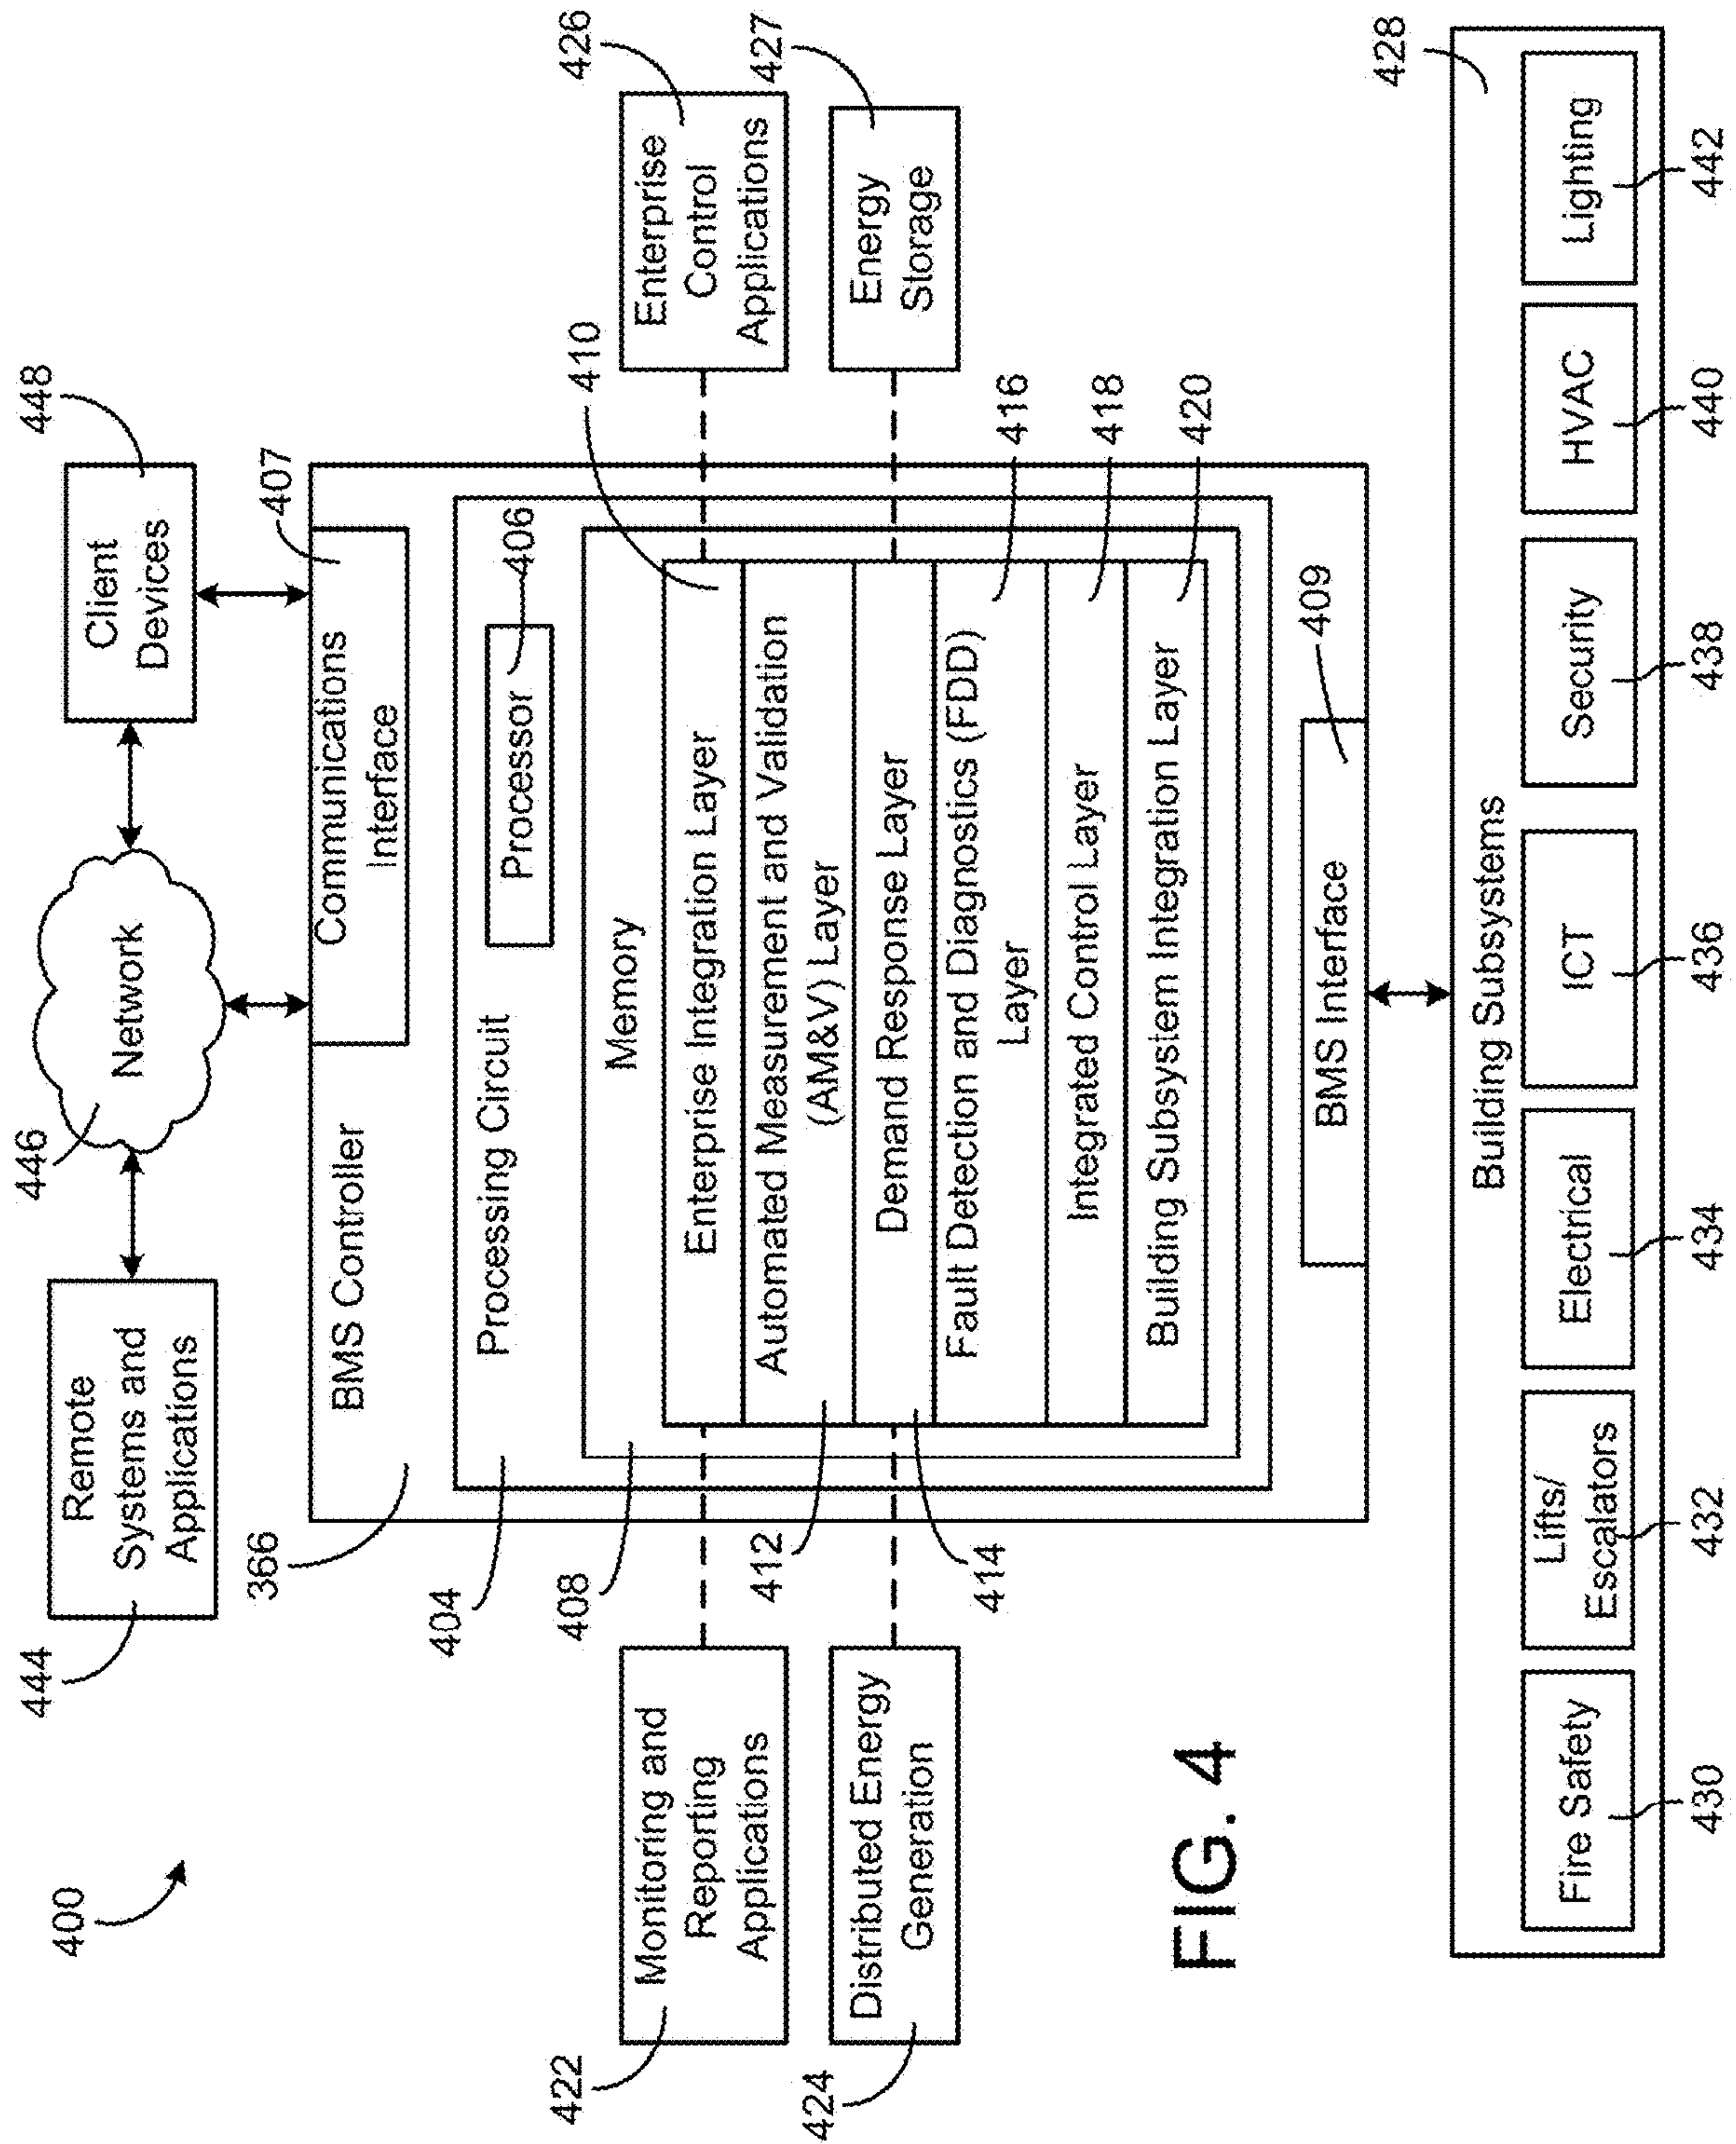 400
444
Remote
Systems and
Applications
446
Network
448
Client
Devices
366
BMS Controller
407
Communications
Interface
404
Processing Circuit
Processor
406
408
Memory
410
Enterprise Integration Layer
412
Automated Measurement and Validation
(AM&V) Layer
414
Demand Response Layer
416
Fault Detection and Diagnostics (FDD)
Layer
418
Integrated Control Layer
420
Building Subsystem Integration Layer
422
Monitoring and
Reporting
Applications
424
Distributed Energy
Generation
426
Enterprise
Control
Applications
427
Energy
Storage
409
BMS Interface
428
Building Subsystems
Fire Safety
Lifts/
Escalators
Electrical
ICT
Security
HVAC
Lighting
430
432
434
436
438
440
442
FIG. 4